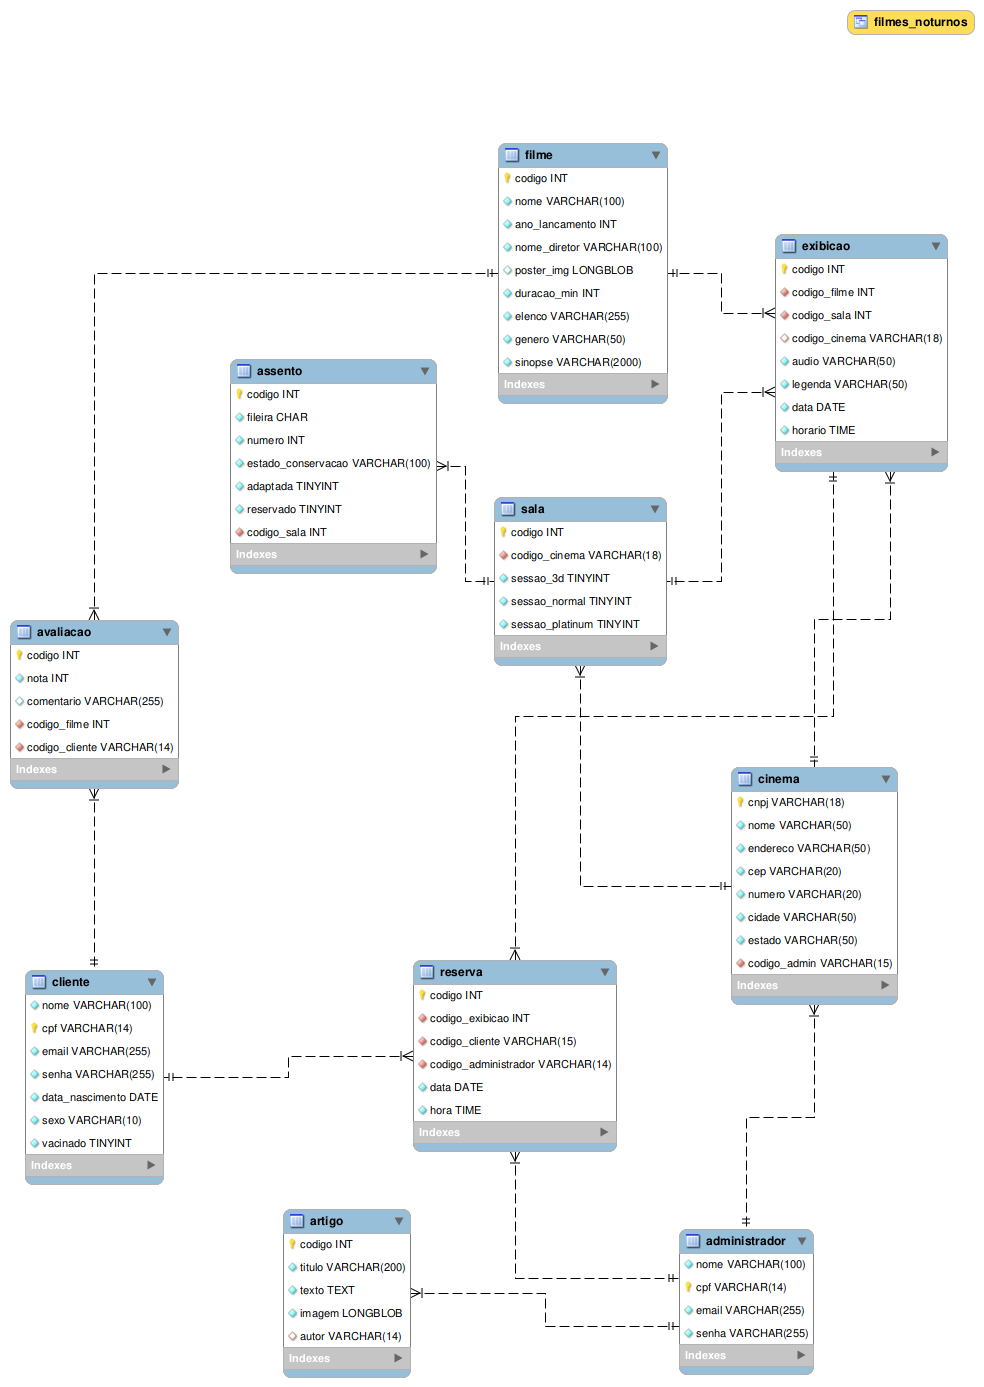 filmes_noturnos
filme
codigo INT
nome VARCHAR(100)
ano_lancamento INT
nome_diretor VARCHAR(100)
poster_img LONGBLOB
duracao_min INT
elenco VARCHAR(255)
genero VARCHAR(50)
sinopse VARCHAR(2000)
Indexes
exibicao
codigo INT
codigo_filme INT
codigo_sala INT
codigo_cinema VARCHAR(18)
audio VARCHAR(50)
legenda VARCHAR(50)
data DATE
horario TIME
Indexes
assento
codigo INT
fileira CHAR
numero INT
estado_conservacao VARCHAR(100)
adaptada TINYINT
reservado TINYINT
codigo_sala INT
Indexes
sala
codigo INT
codigo_cinema VARCHAR(18)
sessao_3d TINYINT
sessao_normal TINYINT
sessao_platinum TINYINT
Indexes
avaliacao
codigo INT
nota INT
comentario VARCHAR(255)
codigo_filme INT
codigo_cliente VARCHAR(14)
Indexes
cinema
cnpj VARCHAR(18)
nome VARCHAR(50)
endereco VARCHAR(50)
cep VARCHAR(20)
numero VARCHAR(20)
cidade VARCHAR(50)
estado VARCHAR(50)
codigo_admin VARCHAR(15)
Indexes
cliente
nome VARCHAR(100)
cpf VARCHAR(14)
email VARCHAR(255)
senha VARCHAR(255)
data_nascimento DATE
sexo VARCHAR(10)
vacinado TINYINT
Indexes
reserva
codigo INT
codigo_exibicao INT
codigo_cliente VARCHAR(15)
codigo_administrador VARCHAR(14)
data DATE
hora TIME
Indexes
artigo
codigo INT
titulo VARCHAR(200)
texto TEXT
imagem LONGBLOB
autor VARCHAR(14)
Indexes
administrador
nome VARCHAR(100)
cpf VARCHAR(14)
email VARCHAR(255)
senha VARCHAR(255)
Indexes